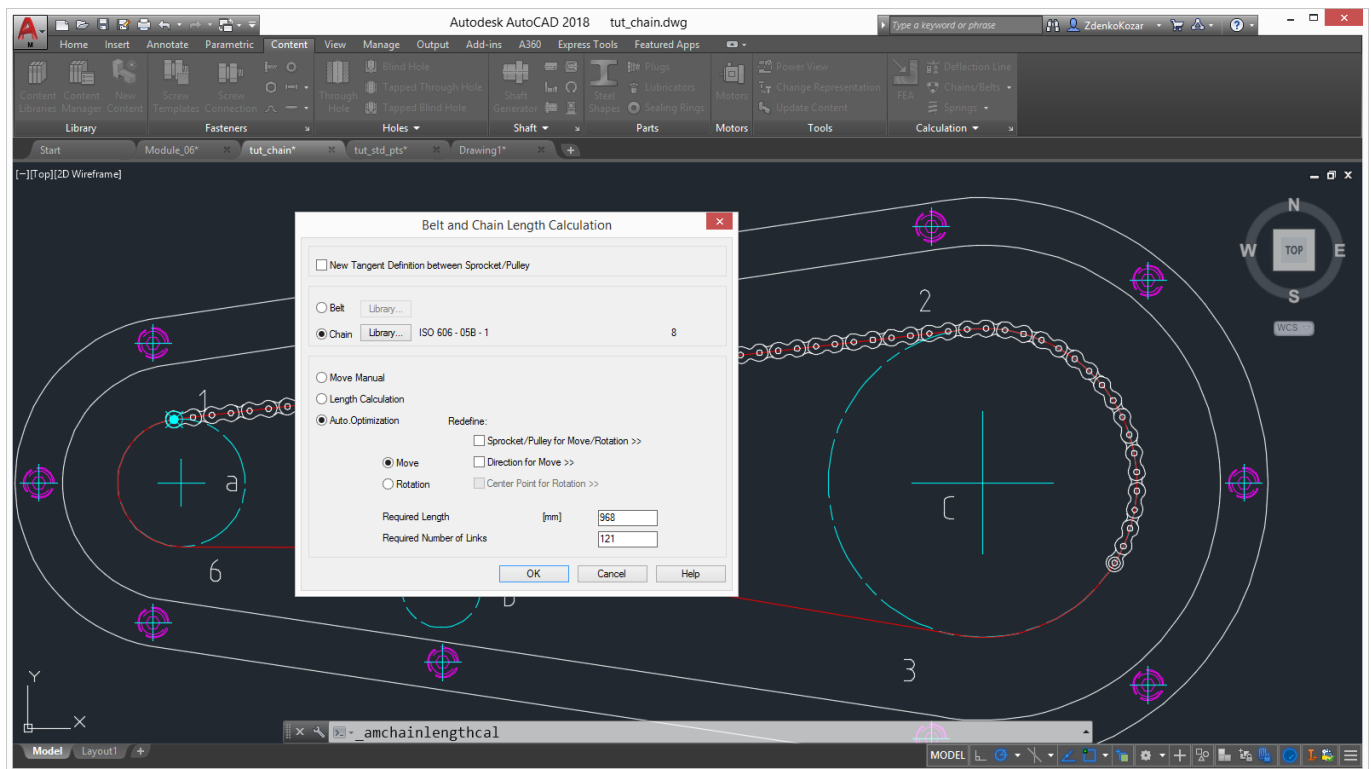 Autodesk AutoCAD 2018 tut_chain.dwg
Type a keyword or phrase
ZdenkoKozar
M
Home Insert Annotate Parametric Content View Manage Output Add-ins A360 Express Tools Featured Apps
Content Libraries
Content Manager
New Content
Screw Templates
Screw Connection
Through Hole
Blind Hole
Tapped Through Hole
Tapped Blind Hole
Shaft Generator
Steel Shapes
Plugs
Lubricators
Sealing Rings
Motors
Power View
Change Representation
Update Content
FEA
Deflection Line
Chains/Belts
Springs
Library Fasteners Holes Shaft Parts Motors Tools Calculation
Start Module_06* tut_chain* tut_std_pts* Drawing1*
[−][Top][2D Wireframe]
N
W TOP E
S
WCS
Belt and Chain Length Calculation
New Tangent Definition between Sprocket/Pulley
Belt Library...
Chain Library... ISO 606 - 05B - 1 8
Move Manual
Length Calculation
Auto.Optimization Redefine:
Sprocket/Pulley for Move/Rotation >>
Move Direction for Move >>
Rotation Center Point for Rotation >>
Required Length [mm] 968
Required Number of Links 121
OK Cancel Help
2
1
a
C
6
3
Y
X
_amchainlengthcal
Model Layout1 +
MODEL